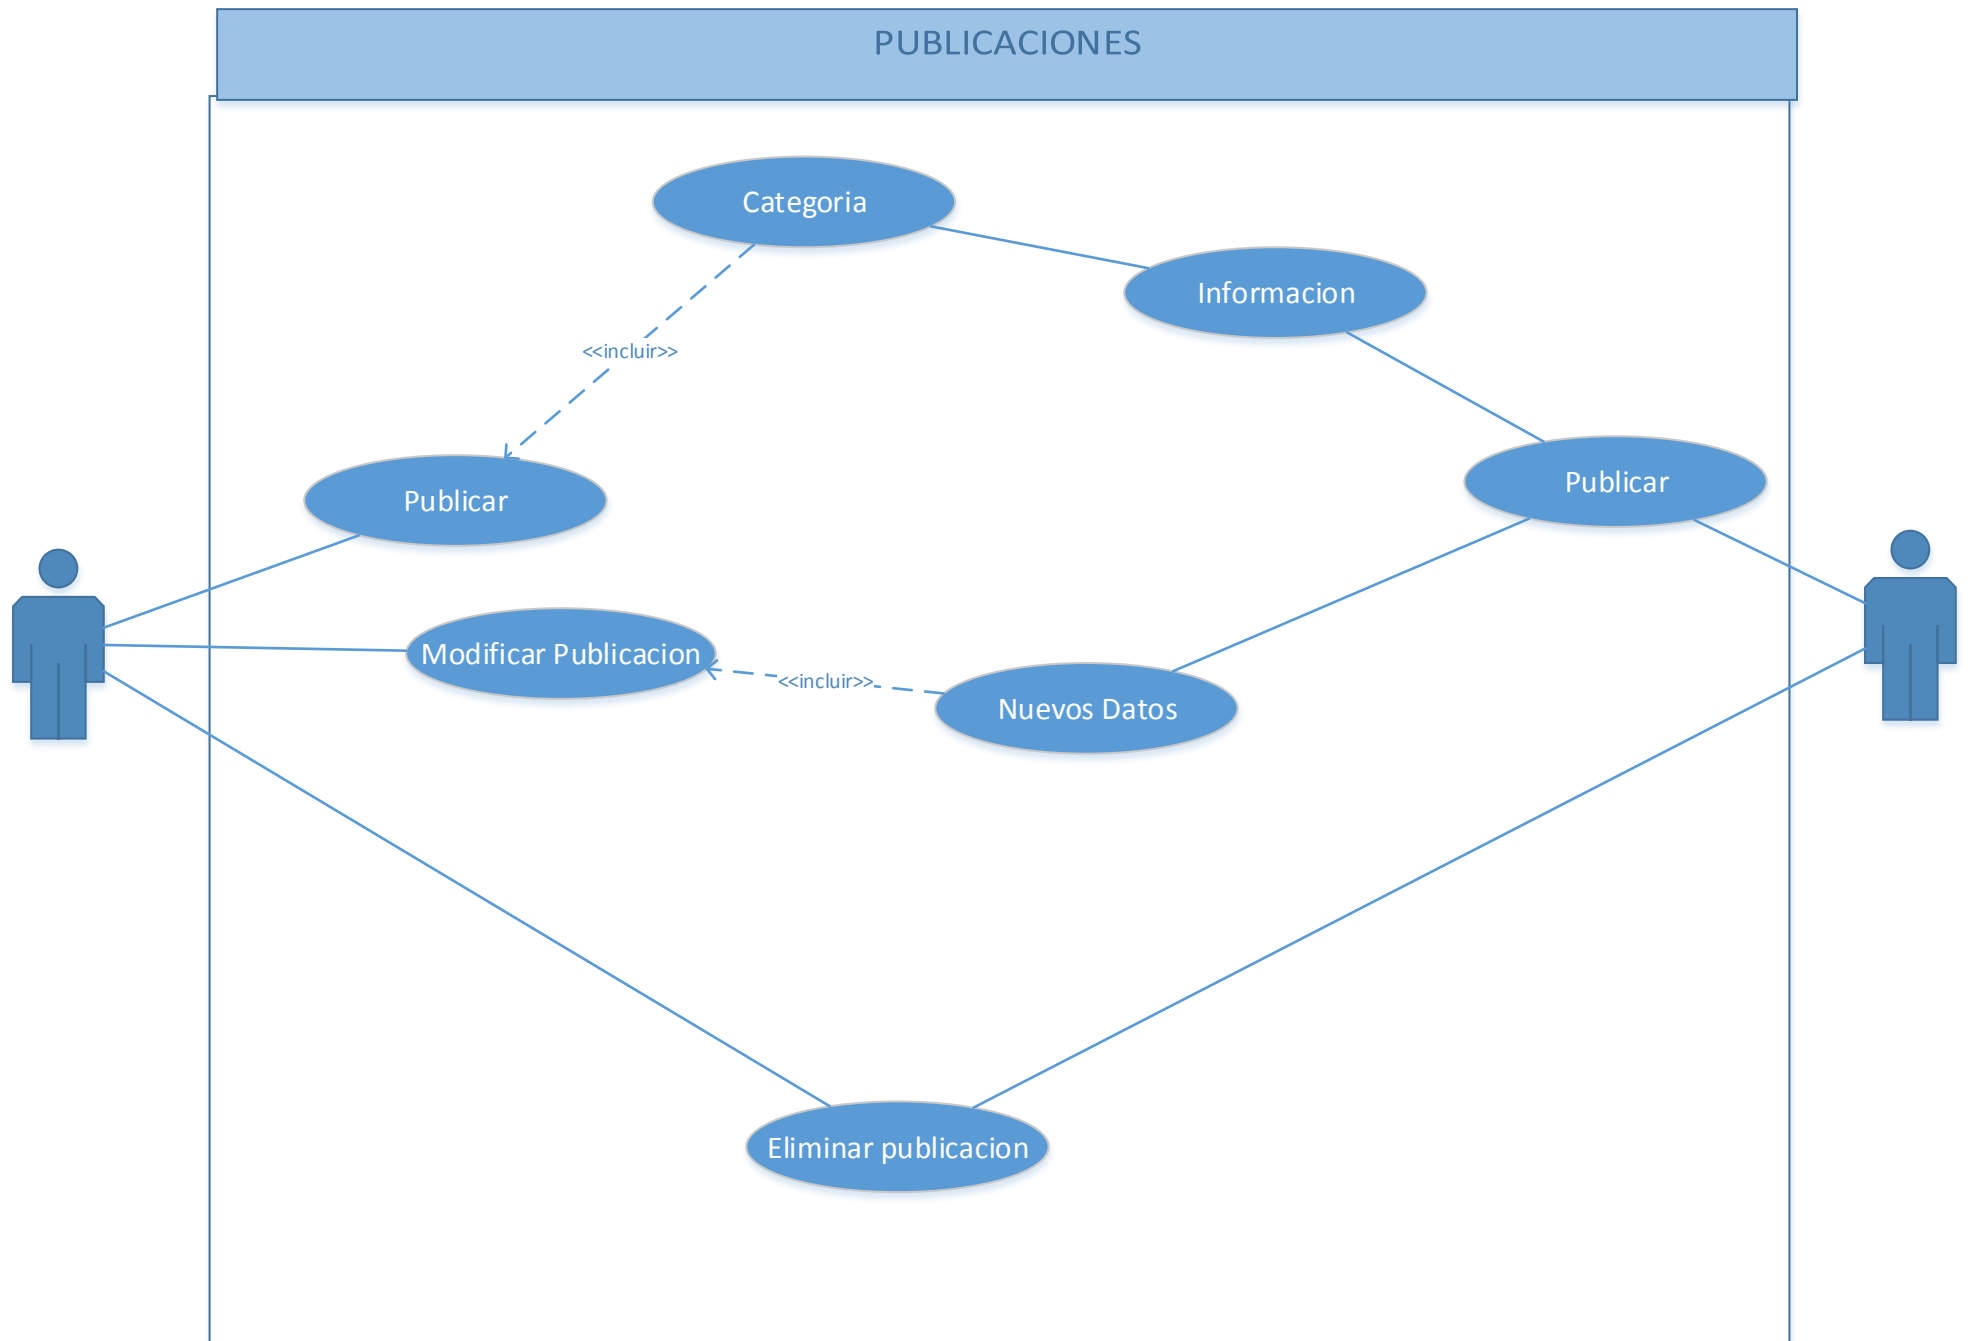 PUBLICACIONES
Categoria
Informacion
<<incluir>>
Publicar
Publicar
Modificar Publicacion
<<incluir>>
Nuevos Datos
Eliminar publicacion